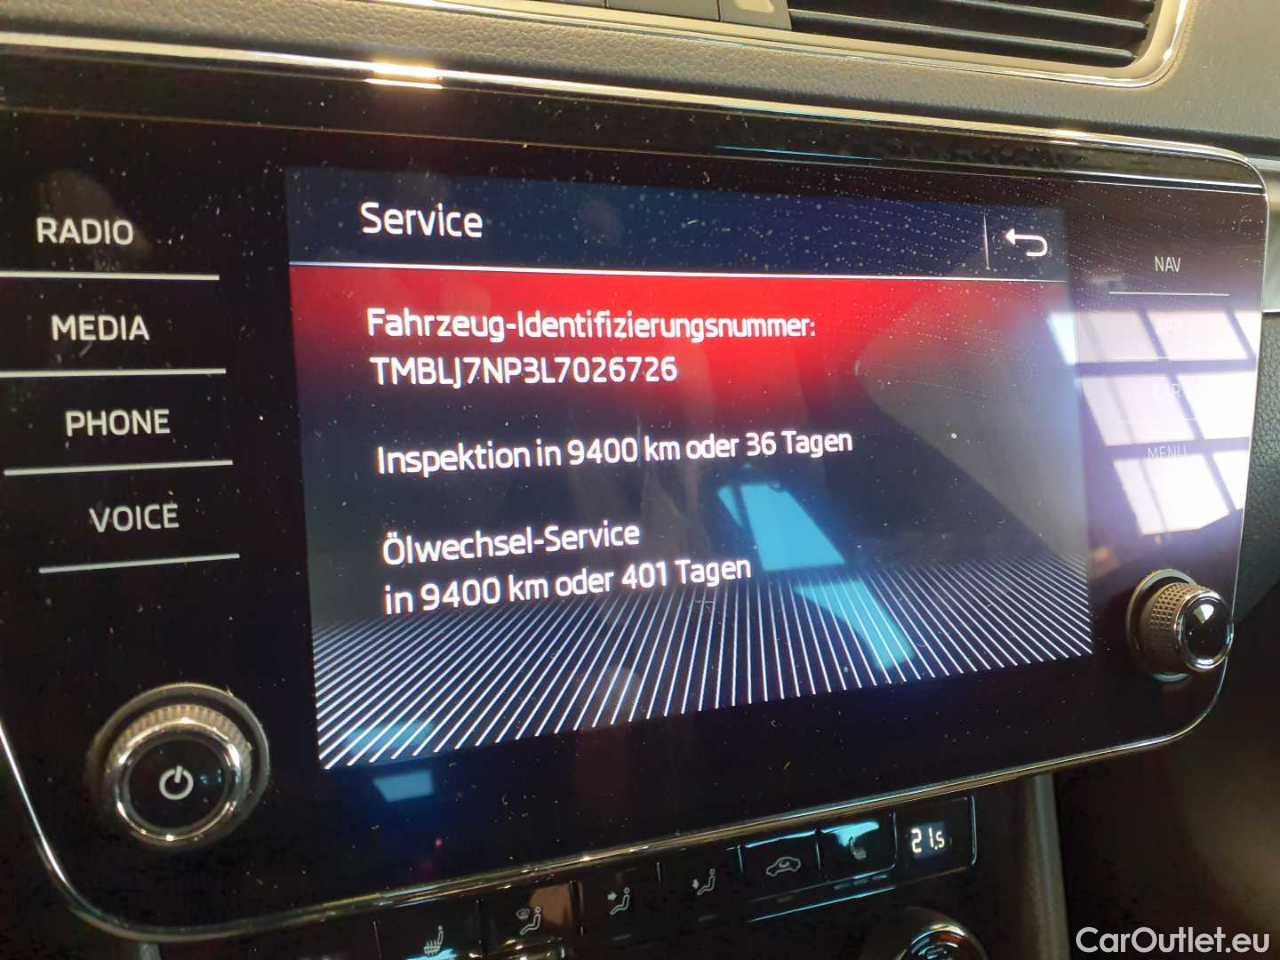 Service
RADIO
NAV
MEDIA
Fahrzeug-Identifizierungsnummer:
TMBLJ7NP3L7026726
PHONE
Inspektion in 9400 km oder 36 Tagen
MENU
VOICE
Ölwechsel-Service
in 9400 km oder 401 Tagen
21,5
CarOutlet.eu